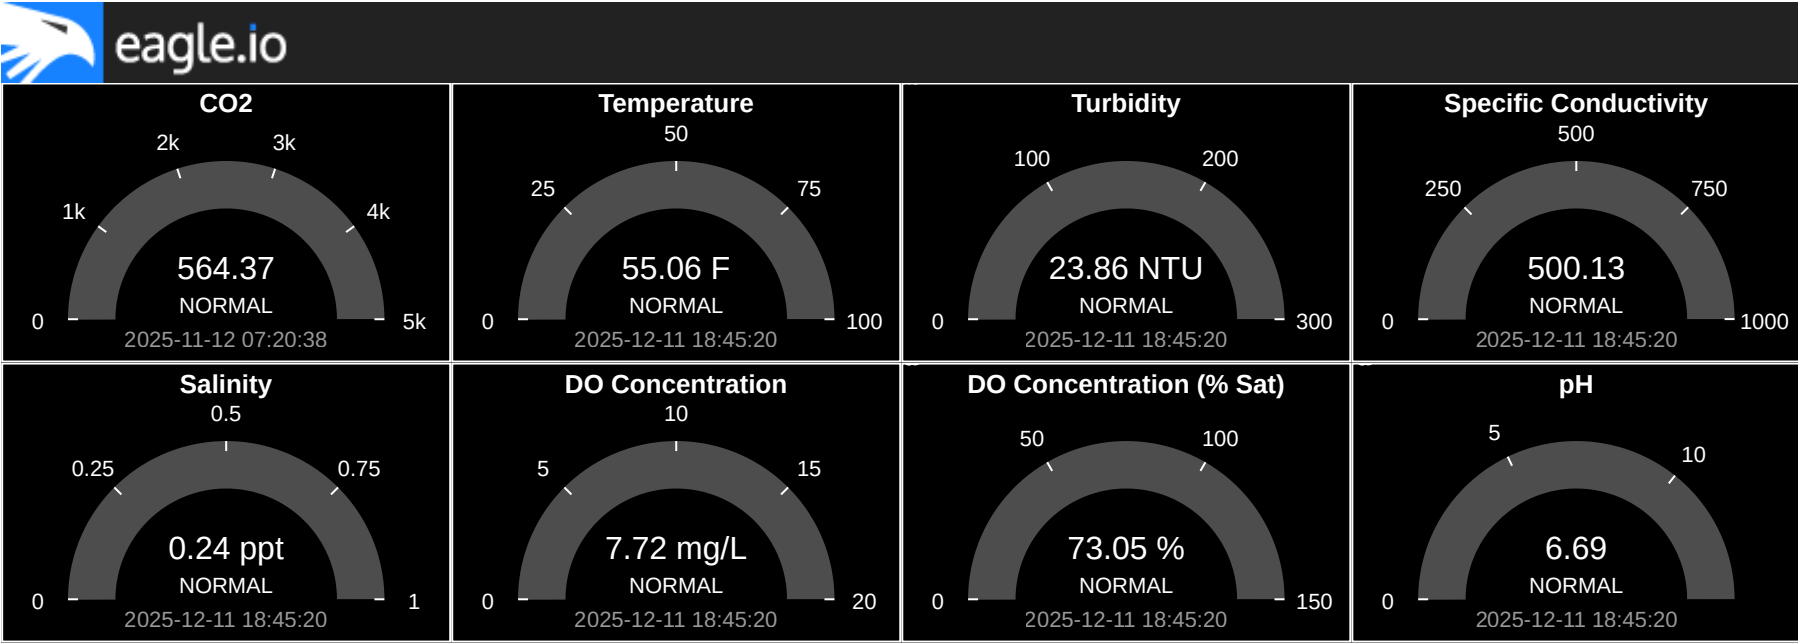 eagle.io
CO2
2k
3k
1k
4k
564.37
NORMAL
0
5k
2025-11-12 07:20:38
Temperature
50
25
75
55.06 F
NORMAL
0
100
2025-12-11 18:45:20
Turbidity
100
200
23.86 NTU
NORMAL
0
300
2025-12-11 18:45:20
Specific Conductivity
500
250
750
500.13
NORMAL
0
1000
2025-12-11 18:45:20
Salinity
0.5
0.25
0.75
0.24 ppt
NORMAL
0
1
2025-12-11 18:45:20
DO Concentration
10
5
15
7.72 mg/L
NORMAL
0
20
2025-12-11 18:45:20
DO Concentration (% Sat)
50
100
73.05 %
NORMAL
0
150
2025-12-11 18:45:20
pH
5
10
6.69
NORMAL
0
2025-12-11 18:45:20